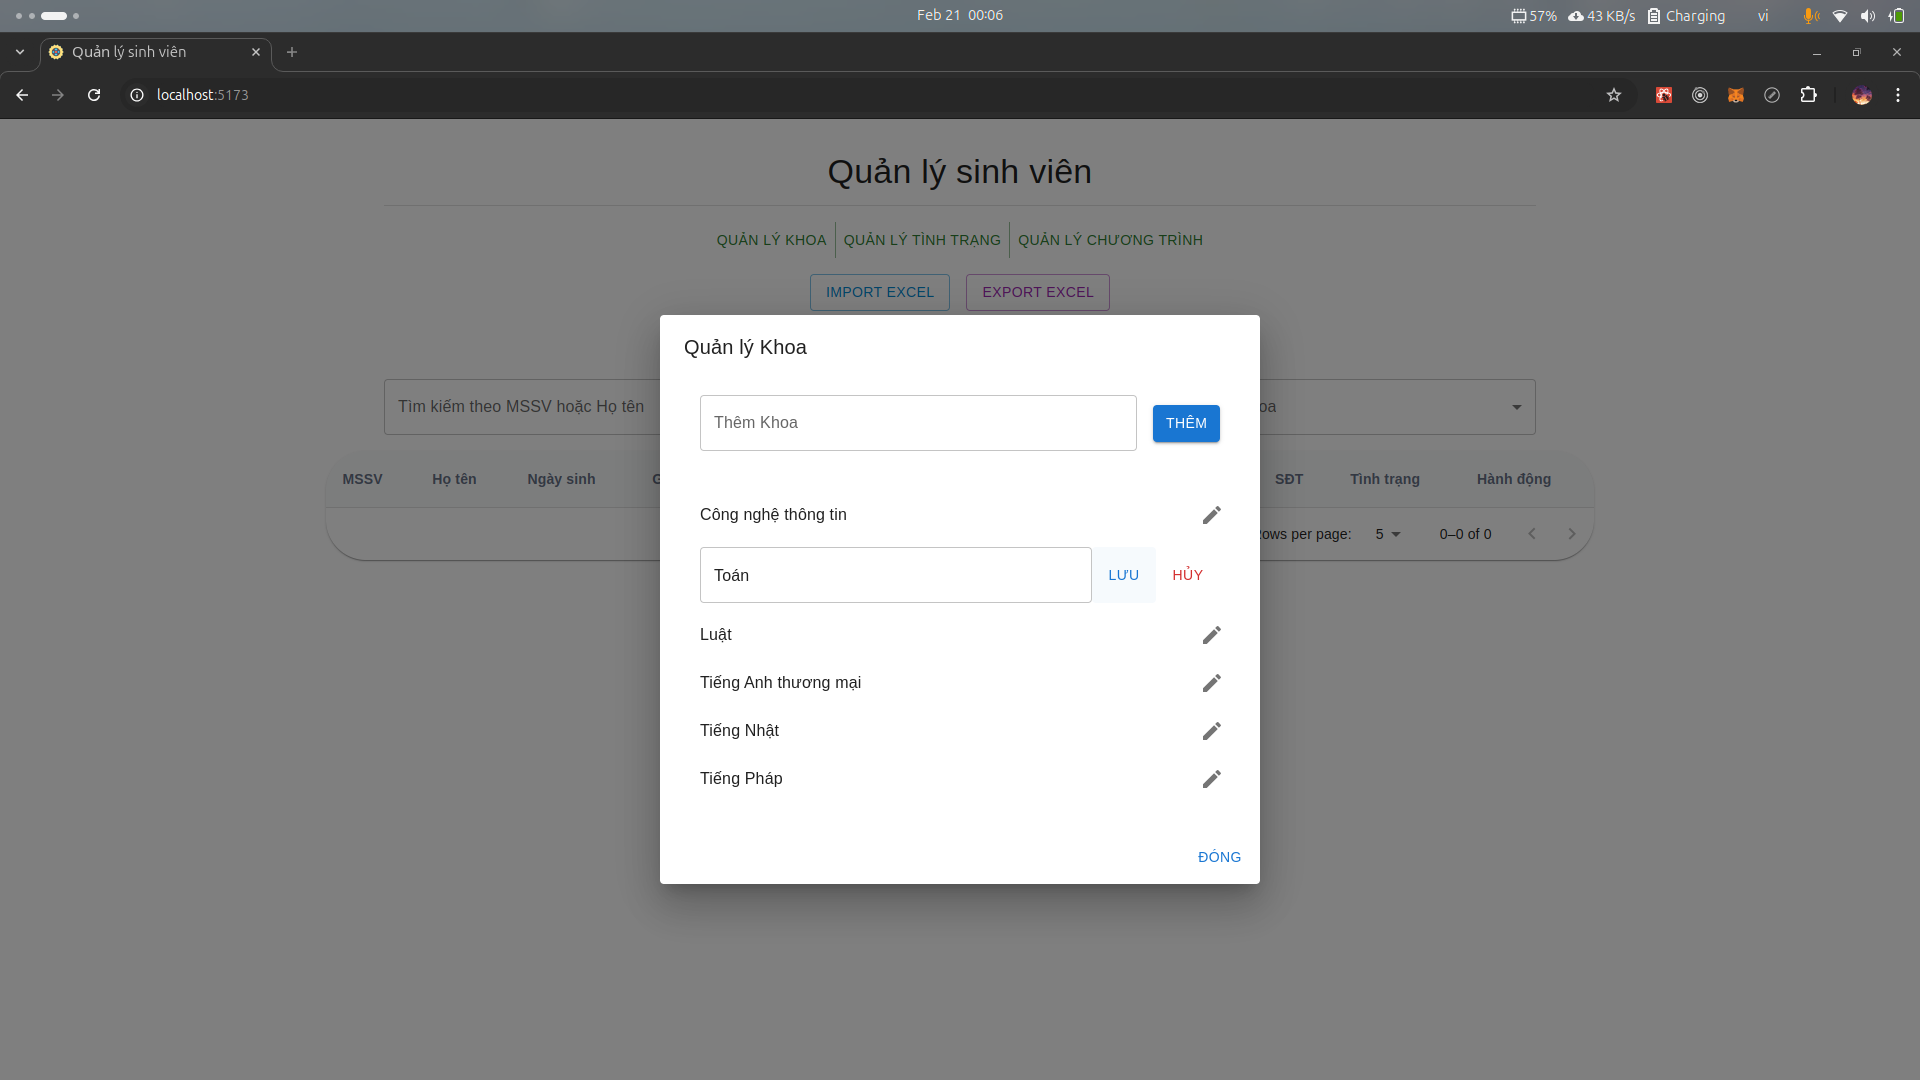 Feb 21 00:06
57% 43 KB/s Charging vi
Quản lý sinh viên
localhost:5173
Quản lý sinh viên
QUẢN LÝ KHOA QUẢN LÝ TÌNH TRẠNG QUẢN LÝ CHƯƠNG TRÌNH
IMPORT EXCEL EXPORT EXCEL
Quản lý Khoa
Tìm kiếm theo MSSV hoặc Họ tên
Thêm Khoa THÊM
MSSV Họ tên Ngày sinh SĐT Tình trạng Hành động
Công nghệ thông tin
rows per page: 5 0–0 of 0
Toán LƯU HỦY
Luật
Tiếng Anh thương mại
Tiếng Nhật
Tiếng Pháp
ĐÓNG